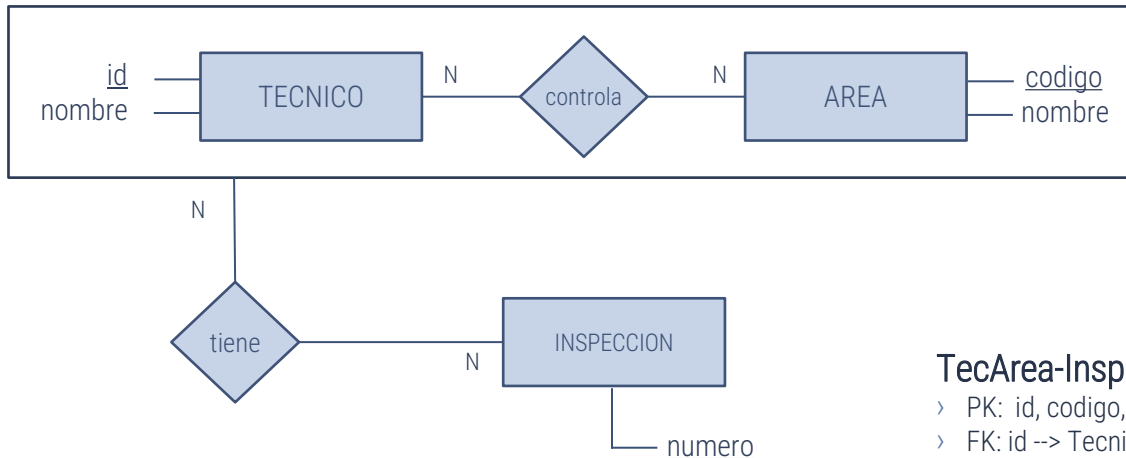 id
nombre
TECNICO
N
controla
N
AREA
codigo
nombre
N
tiene
N
INSPECCION
numero
TecArea-Insp
› PK: id, codigo,
› FK: id --> Tecni